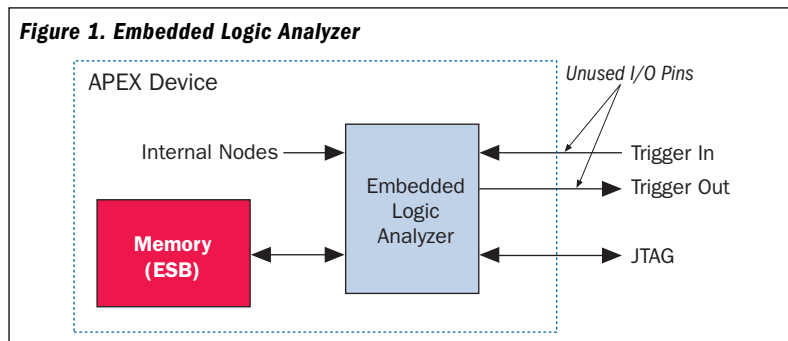 Figure 1. Embedded Logic Analyzer
APEX Device
Unused I/O Pins
Internal Nodes
Trigger In
Trigger Out
Embedded
Logic
Analyzer
Memory
(ESB)
JTAG